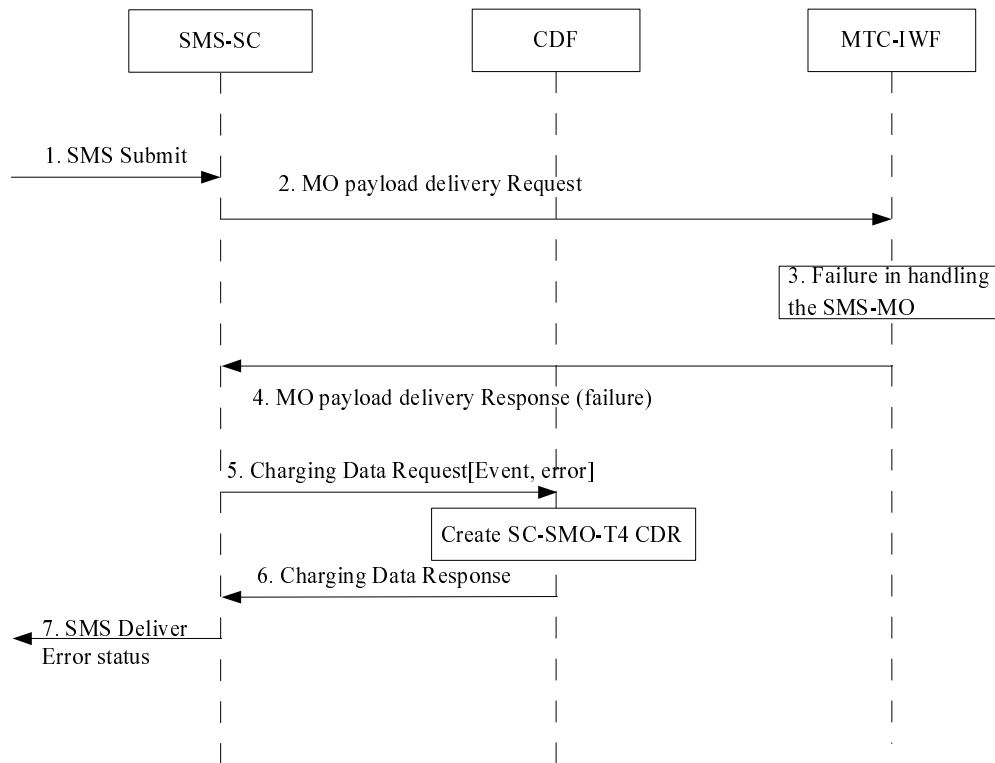 SMS-SC
CDF
MTC-IWF
1. SMS Submit
2. MO payload delivery Request
3. Failure in handling
the SMS-MO
4. MO payload delivery Response (failure)
5. Charging Data Request[Event, error]
Create SC-SMO-T4 CDR
6. Charging Data Response
7. SMS Deliver
Error status